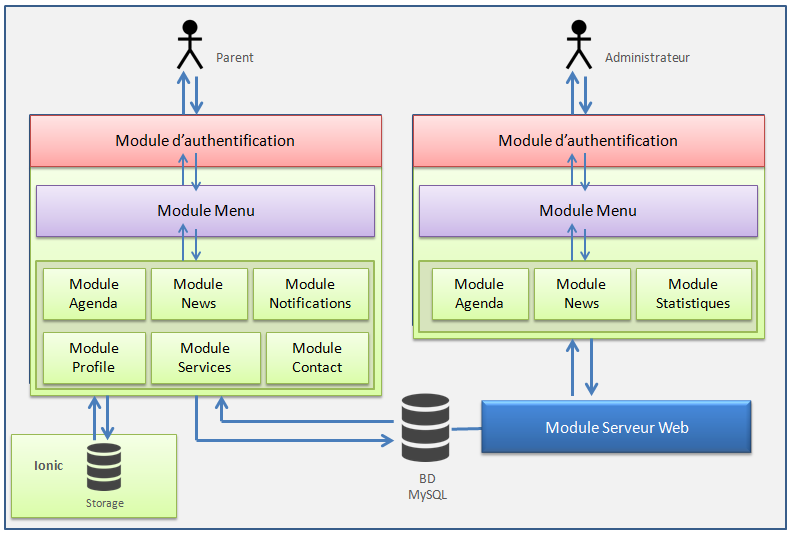 Parent
Administrateur
Module d'authentification
Module d'authentification
Module Menu
Module Menu
Module
Agenda
Module
News
Module
Notifications
Module
Profile
Module
Services
Module
Contact
Module
Agenda
Module
News
Module
Statistiques
Ionic
Storage
BD
MySQL
Module Serveur Web